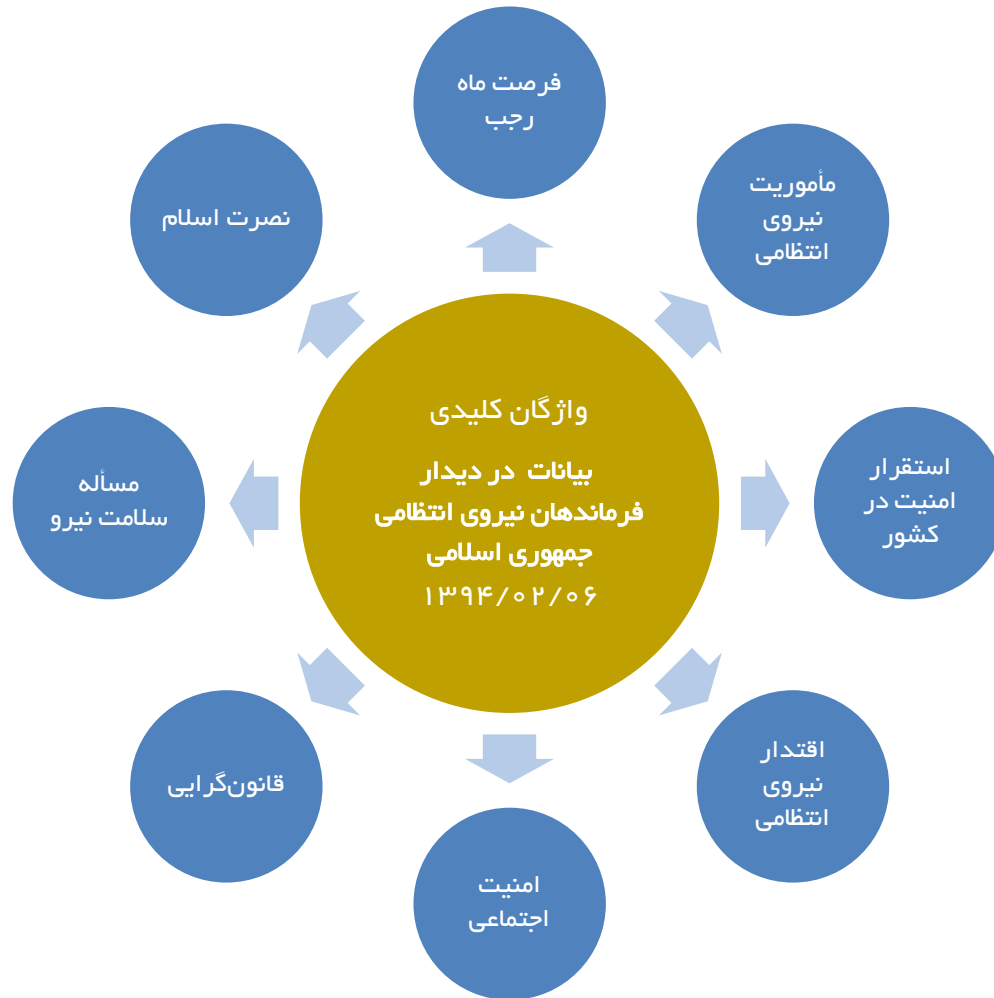 فرصت ماه
رجب
مأموریت
نیروی
انتظامی
استقرار
امنیت در
کشور
اقتدار
نیروی
انتظامی
امنیت
اجتماعی
قانون‌گرایی
مسأله
سلامت نیرو
نصرت اسلام
واژگان کلیدی
بیانات در دیدار
فرماندهان نیروی انتظامی
جمهوری اسلامی
۱۳۹۴/۰۲/۰۶